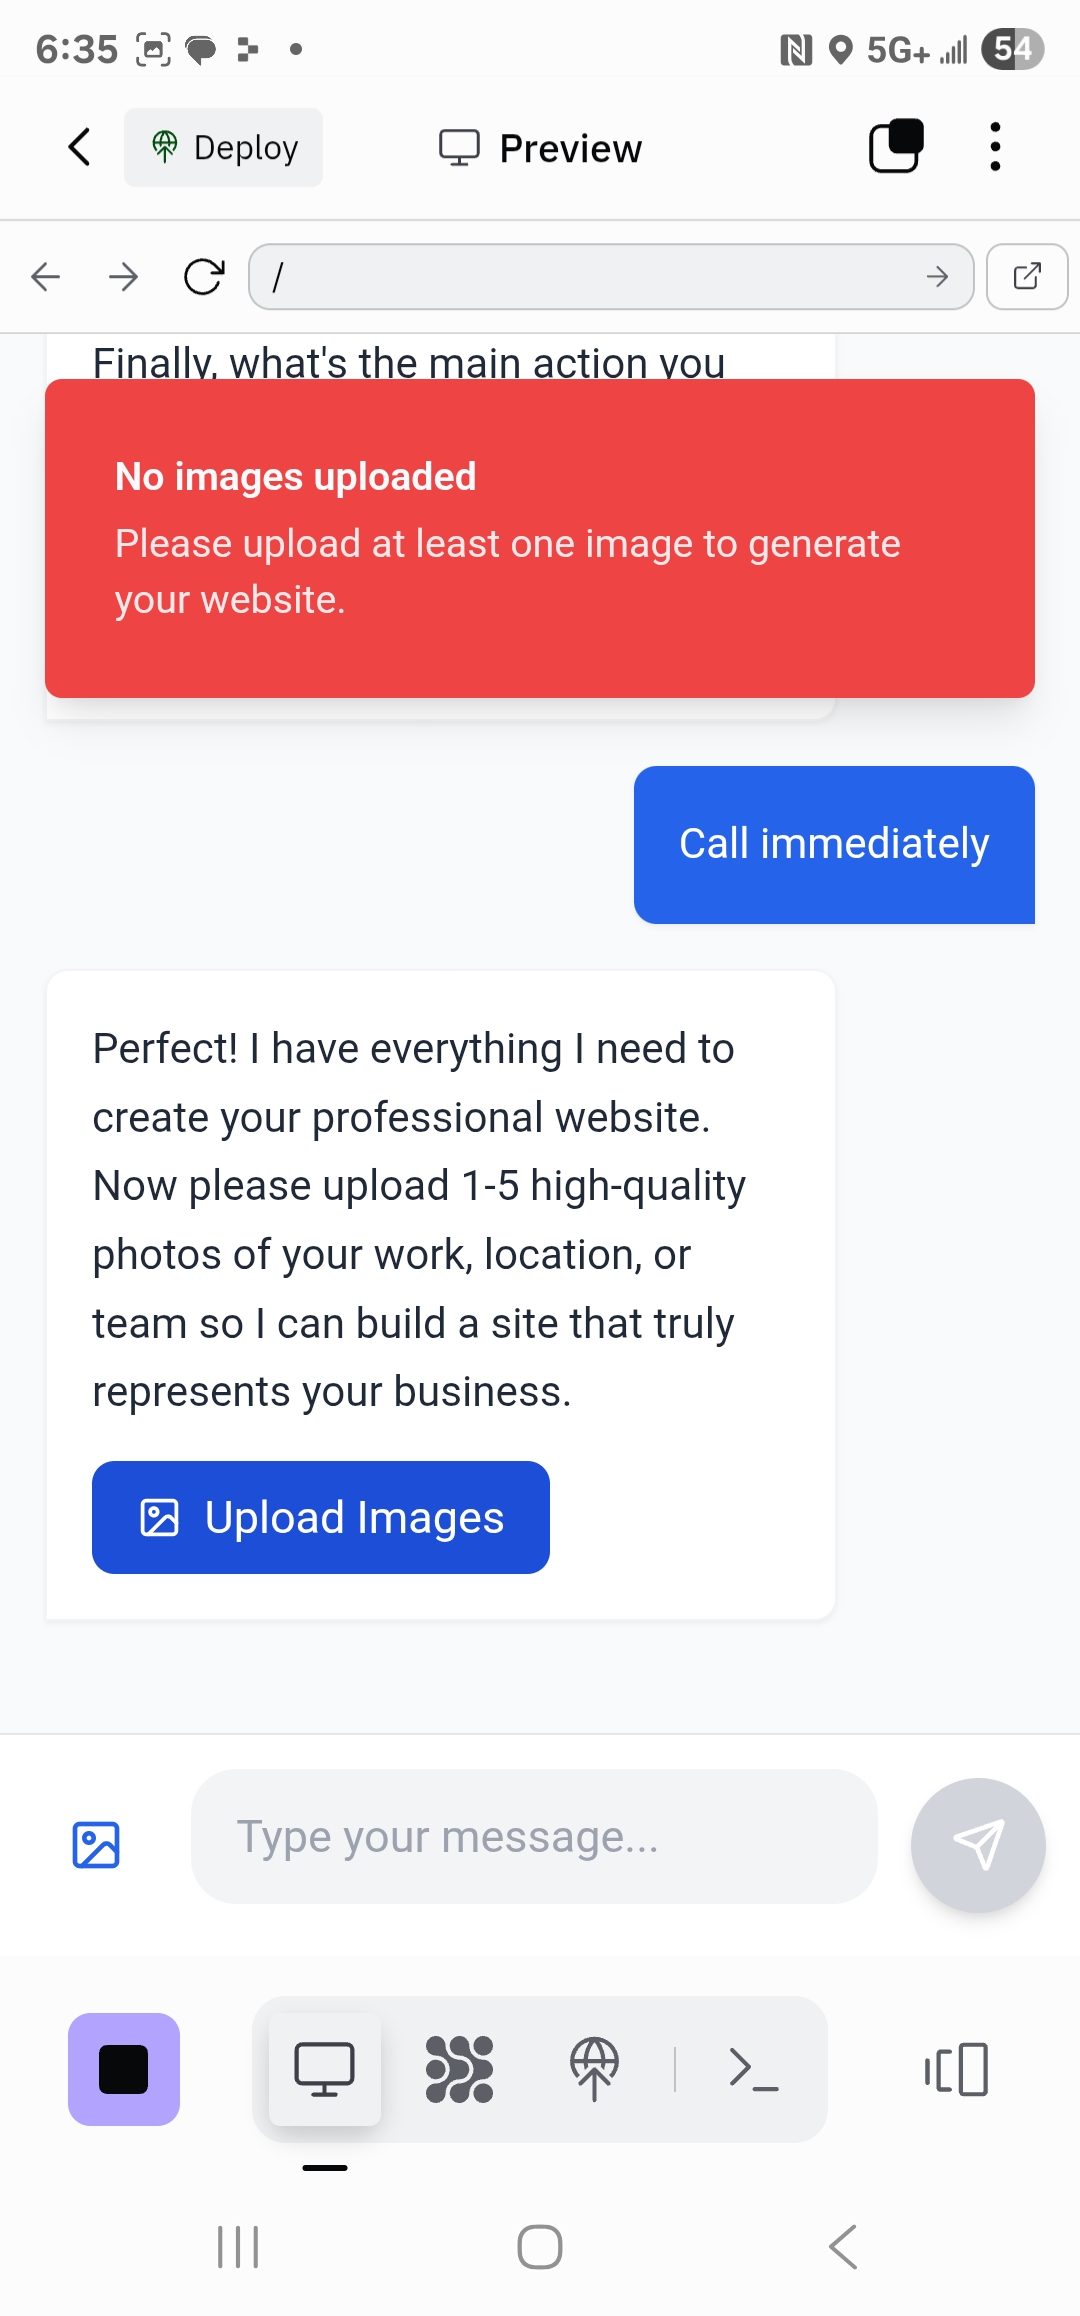 6:35
5G+
54
Deploy
Preview
/
Finally, what's the main action you
No images uploaded
Please upload at least one image to generate
your website.
Call immediately
Perfect! I have everything I need to
create your professional website.
Now please upload 1-5 high-quality
photos of your work, location, or
team so I can build a site that truly
represents your business.
Upload Images
Type your message...